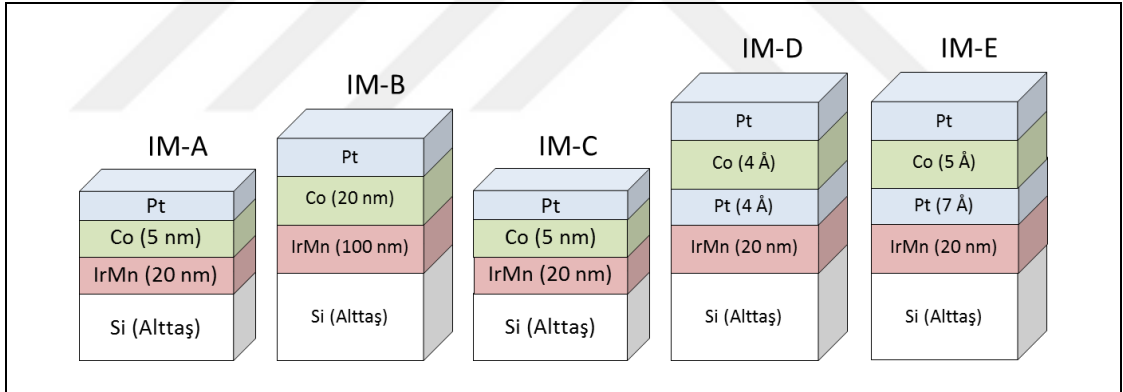 IM-A
Pt
Co (5 nm)
IrMn (20 nm)
Si (Alttaş)
IM-B
Pt
Co (20 nm)
IrMn (100 nm)
Si (Alttaş)
IM-C
Pt
Co (5 nm)
IrMn (20 nm)
Si (Alttaş)
IM-D
Pt
Co (4 Å)
Pt (4 Å)
IrMn (20 nm)
Si (Alttaş)
IM-E
Pt
Co (5 Å)
Pt (7 Å)
IrMn (20 nm)
Si (Alttaş)